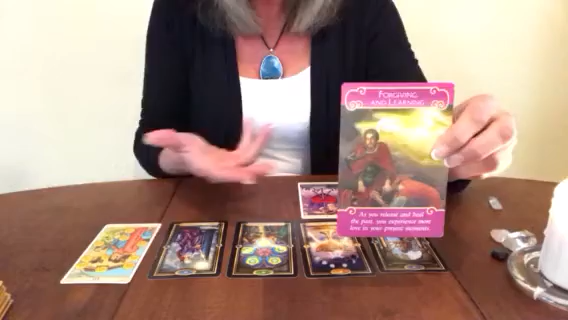 FORGIVING
AND LEARNING
As you release and heal
the past, you experience more
love in your present moments.